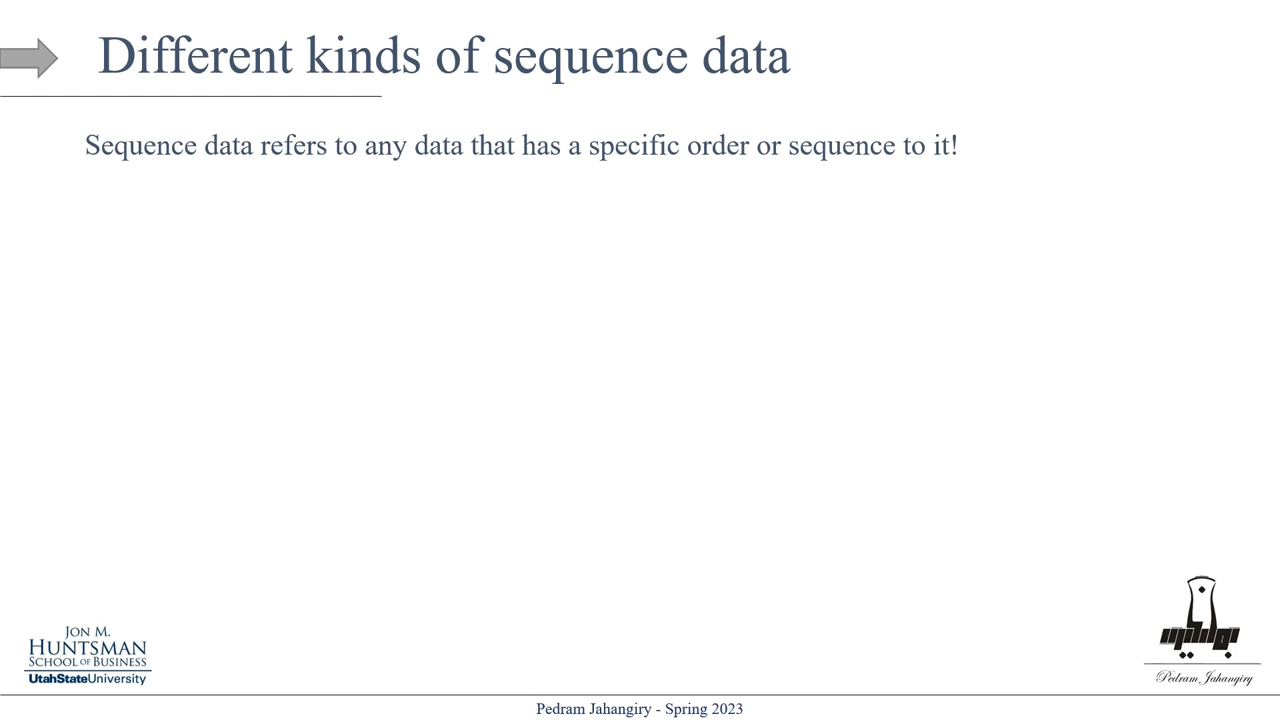 Different kinds of sequence data
Sequence data refers to any data that has a specific order or sequence to it!
JON M.
HUNTSMAN
SCHOOL OF BUSINESS
UtahStateUniversity
Pedram Jahangiry
Pedram Jahangiry - Spring 2023